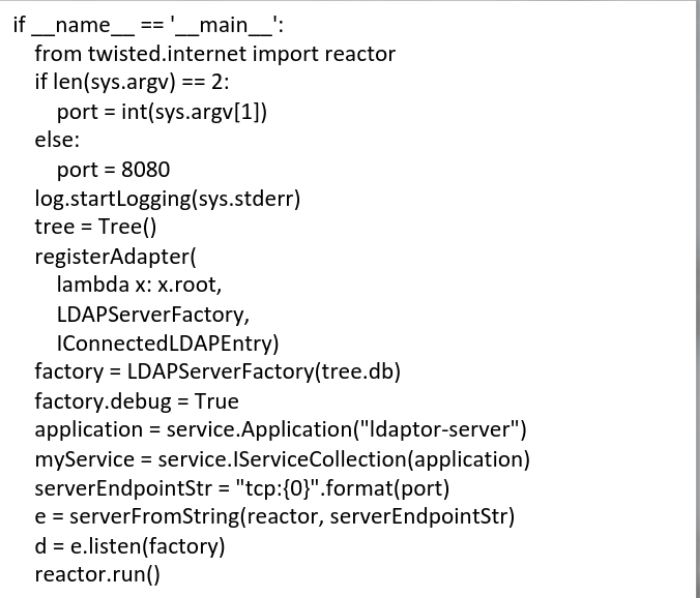 if __name__ == '__main__':
from twisted.internet import reactor
if len(sys.argv) == 2:
port = int(sys.argv[1])
else:
port = 8080
log.startLogging(sys.stderr)
tree = Tree()
registerAdapter(
lambda x: x.root,
LDAPServerFactory,
IConnectedLDAPEntry)
factory = LDAPServerFactory(tree.db)
factory.debug = True
application = service.Application("ldaptor-server")
myService = service.IServiceCollection(application)
serverEndpointStr = "tcp:{0}".format(port)
e = serverFromString(reactor, serverEndpointStr)
d = e.listen(factory)
reactor.run()